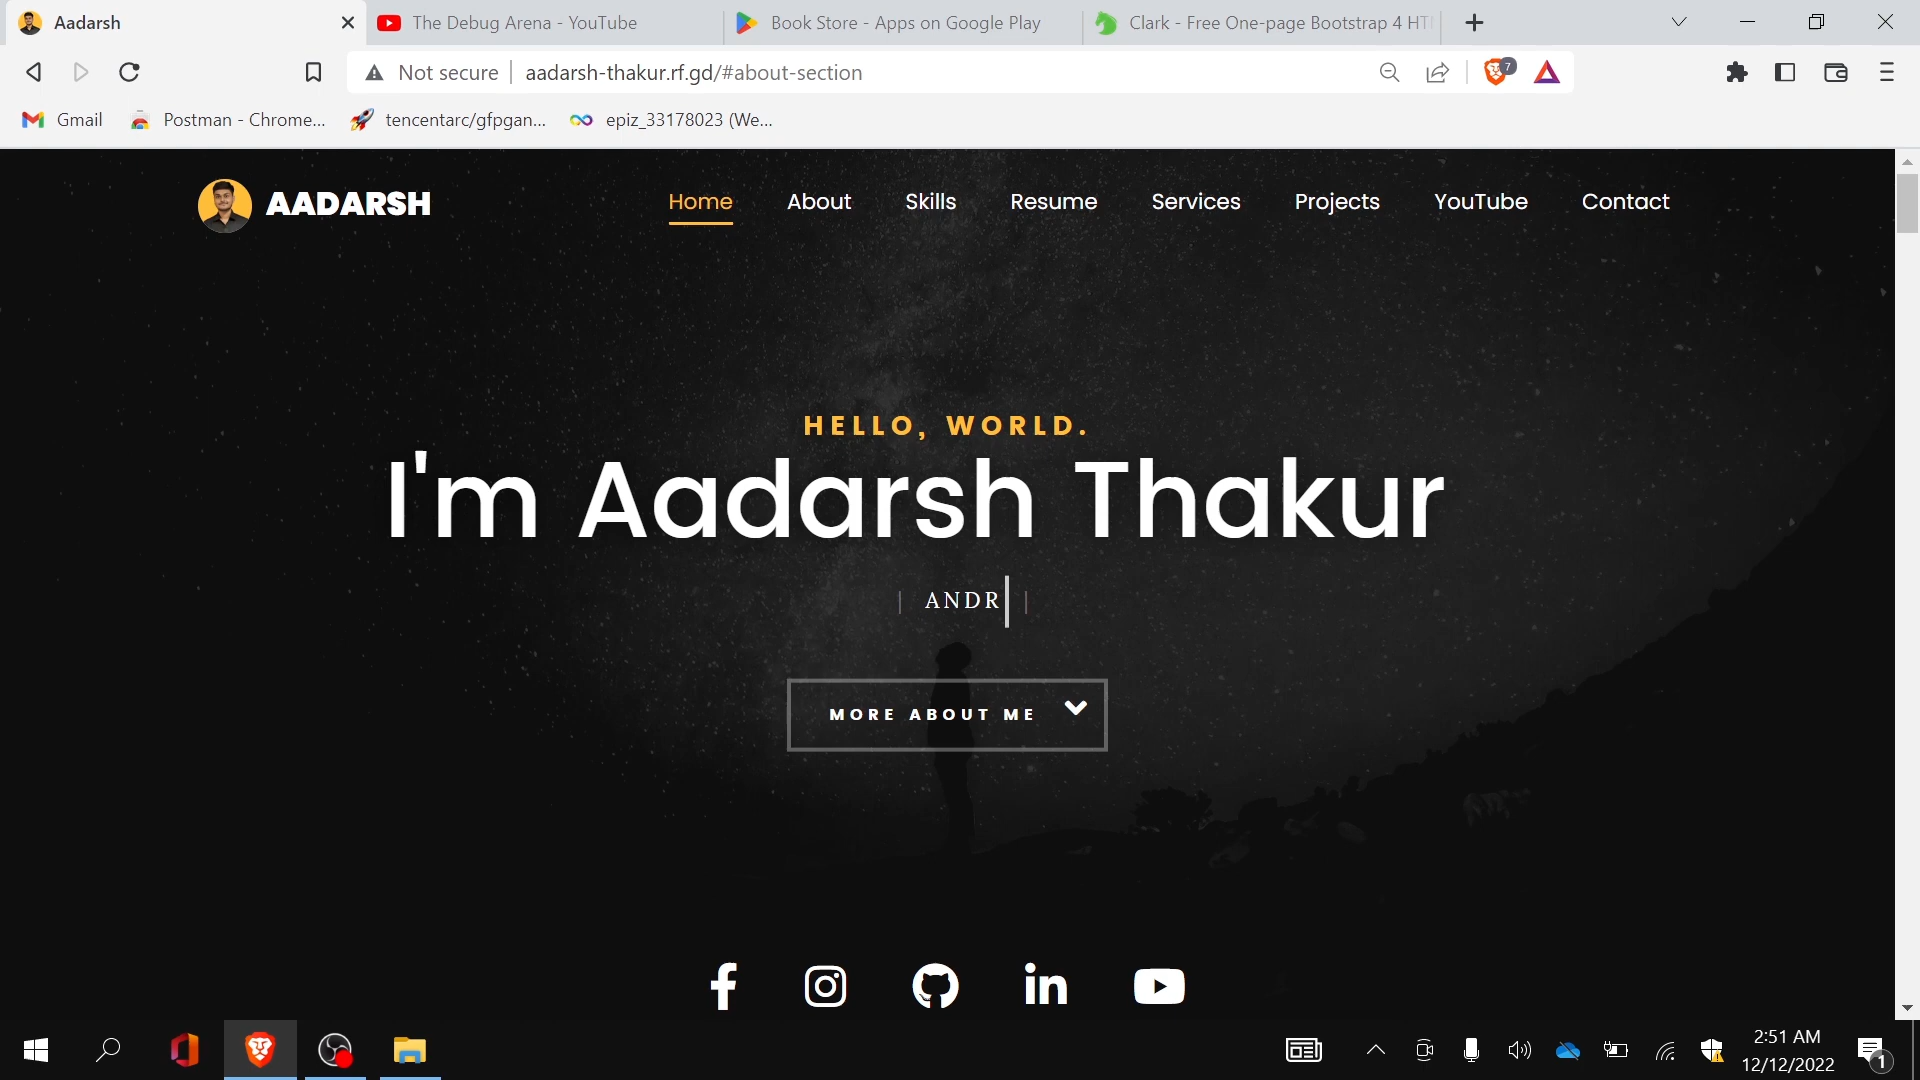 Aadarsh
The Debug Arena - YouTube
Book Store - Apps on Google Play
Clark - Free One-page Bootstrap 4 HT
Not secure
aadarsh-thakur.rf.gd/#about-section
7
Gmail
Postman - Chrome...
tencentarc/gfpgan...
epiz_33178023 (We...
AADARSH
Home
About
Skills
Resume
Services
Projects
YouTube
Contact
HELLO, WORLD.
I'm Aadarsh Thakur
| ANDR| |
MORE ABOUT ME
2:51 AM
12/12/2022
1